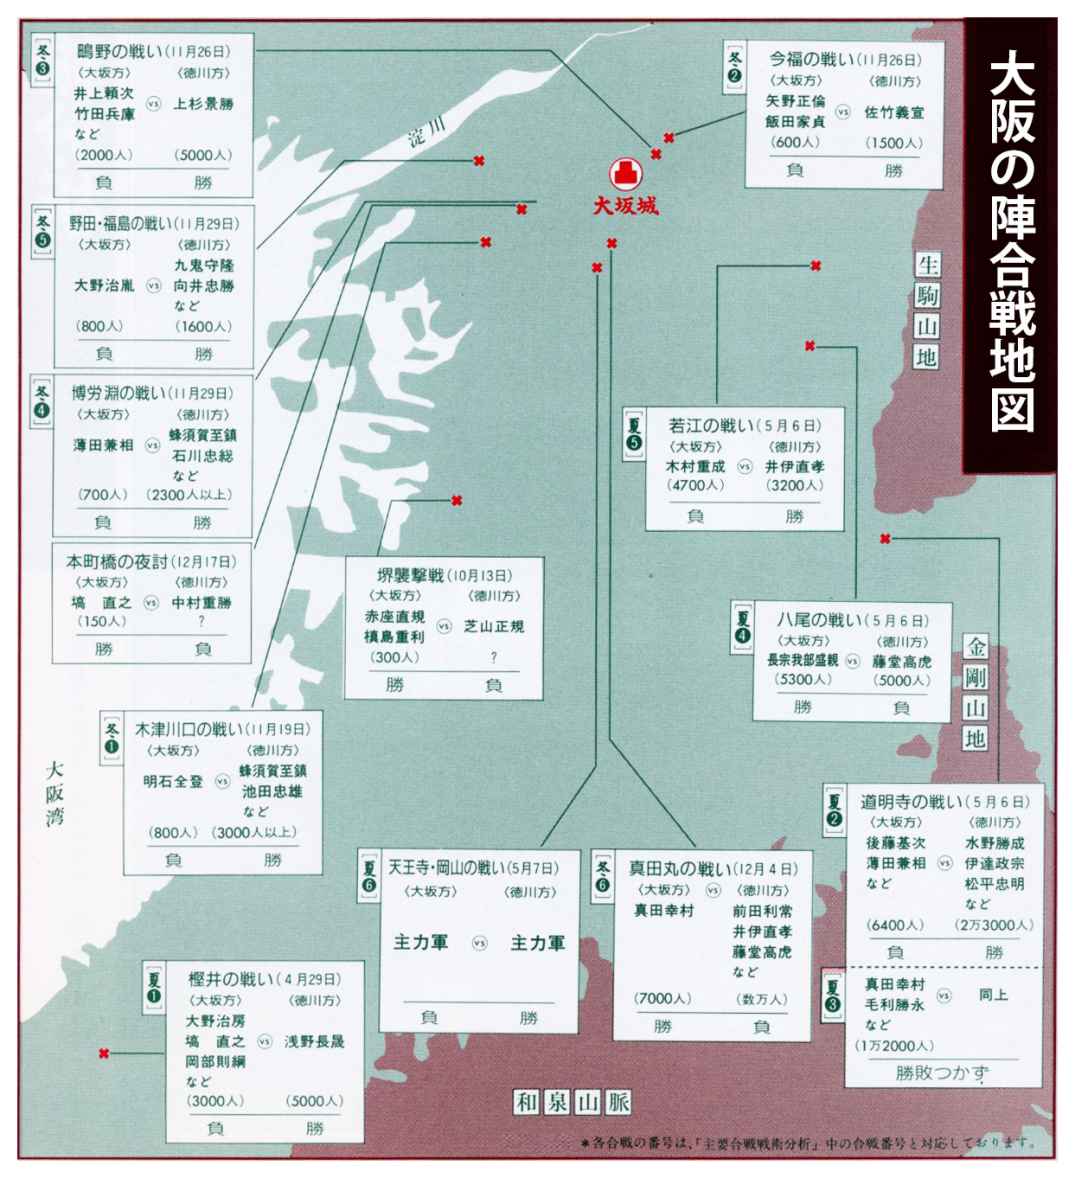 大阪の陣合戦地図
冬❸
鴫野の戦い(11月26日)
〈大坂方〉 〈徳川方〉
井上頼次
竹田兵庫
など
vs
上杉景勝
(2000人) (5000人)
負 勝
冬❷
今福の戦い(11月26日)
〈大坂方〉 〈徳川方〉
矢野正倫
飯田家貞
vs
佐竹義宣
(600人) (1500人)
負 勝
淀川
大坂城
冬❺
野田・福島の戦い(11月29日)
〈大坂方〉 〈徳川方〉
大野治胤
vs
九鬼守隆
向井忠勝
など
(800人) (1600人)
負 勝
生駒山地
冬❹
博労淵の戦い(11月29日)
〈大坂方〉 〈徳川方〉
薄田兼相
vs
蜂須賀至鎮
石川忠総
など
(700人) (2300人以上)
負 勝
夏❺
若江の戦い(5月6日)
〈大坂方〉 〈徳川方〉
木村重成 vs 井伊直孝
(4700人) (3200人)
負 勝
本町橋の夜討(12月17日)
〈大坂方〉 〈徳川方〉
塙 直之 vs 中村重勝
(150人) ?
勝 負
堺襲撃戦(10月13日)
〈大坂方〉 〈徳川方〉
赤座直規
槙島重利
vs
芝山正規
(300人) ?
勝 負
夏❹
八尾の戦い(5月6日)
〈大坂方〉 〈徳川方〉
長宗我部盛親 vs 藤堂高虎
(5300人) (5000人)
勝 負
金剛山地
冬❶
木津川口の戦い(11月19日)
〈大坂方〉 〈徳川方〉
明石全登
vs
蜂須賀至鎮
池田忠雄
など
(800人) (3000人以上)
負 勝
大阪湾
夏❷
道明寺の戦い(5月6日)
〈大坂方〉 〈徳川方〉
後藤基次
薄田兼相
など
vs
水野勝成
伊達政宗
松平忠明
など
(6400人) (2万3000人)
負 勝
夏❸
真田幸村
毛利勝永
など
vs
同上
(1万2000人)
勝敗つかず
夏❻
天王寺・岡山の戦い(5月7日)
〈大坂方〉 〈徳川方〉
主力軍 vs 主力軍
負 勝
冬❻
真田丸の戦い(12月4日)
〈大坂方〉 vs 〈徳川方〉
真田幸村
前田利常
井伊直孝
藤堂高虎
など
(7000人) (数万人)
勝 負
夏❶
樫井の戦い(4月29日)
〈大坂方〉 〈徳川方〉
大野治房
塙 直之
岡部則綱
など
vs
浅野長晟
(3000人) (5000人)
負 勝
和泉山脈
＊各合戦の番号は、「主要合戦戦術分析」中の合戦番号と対応しております。